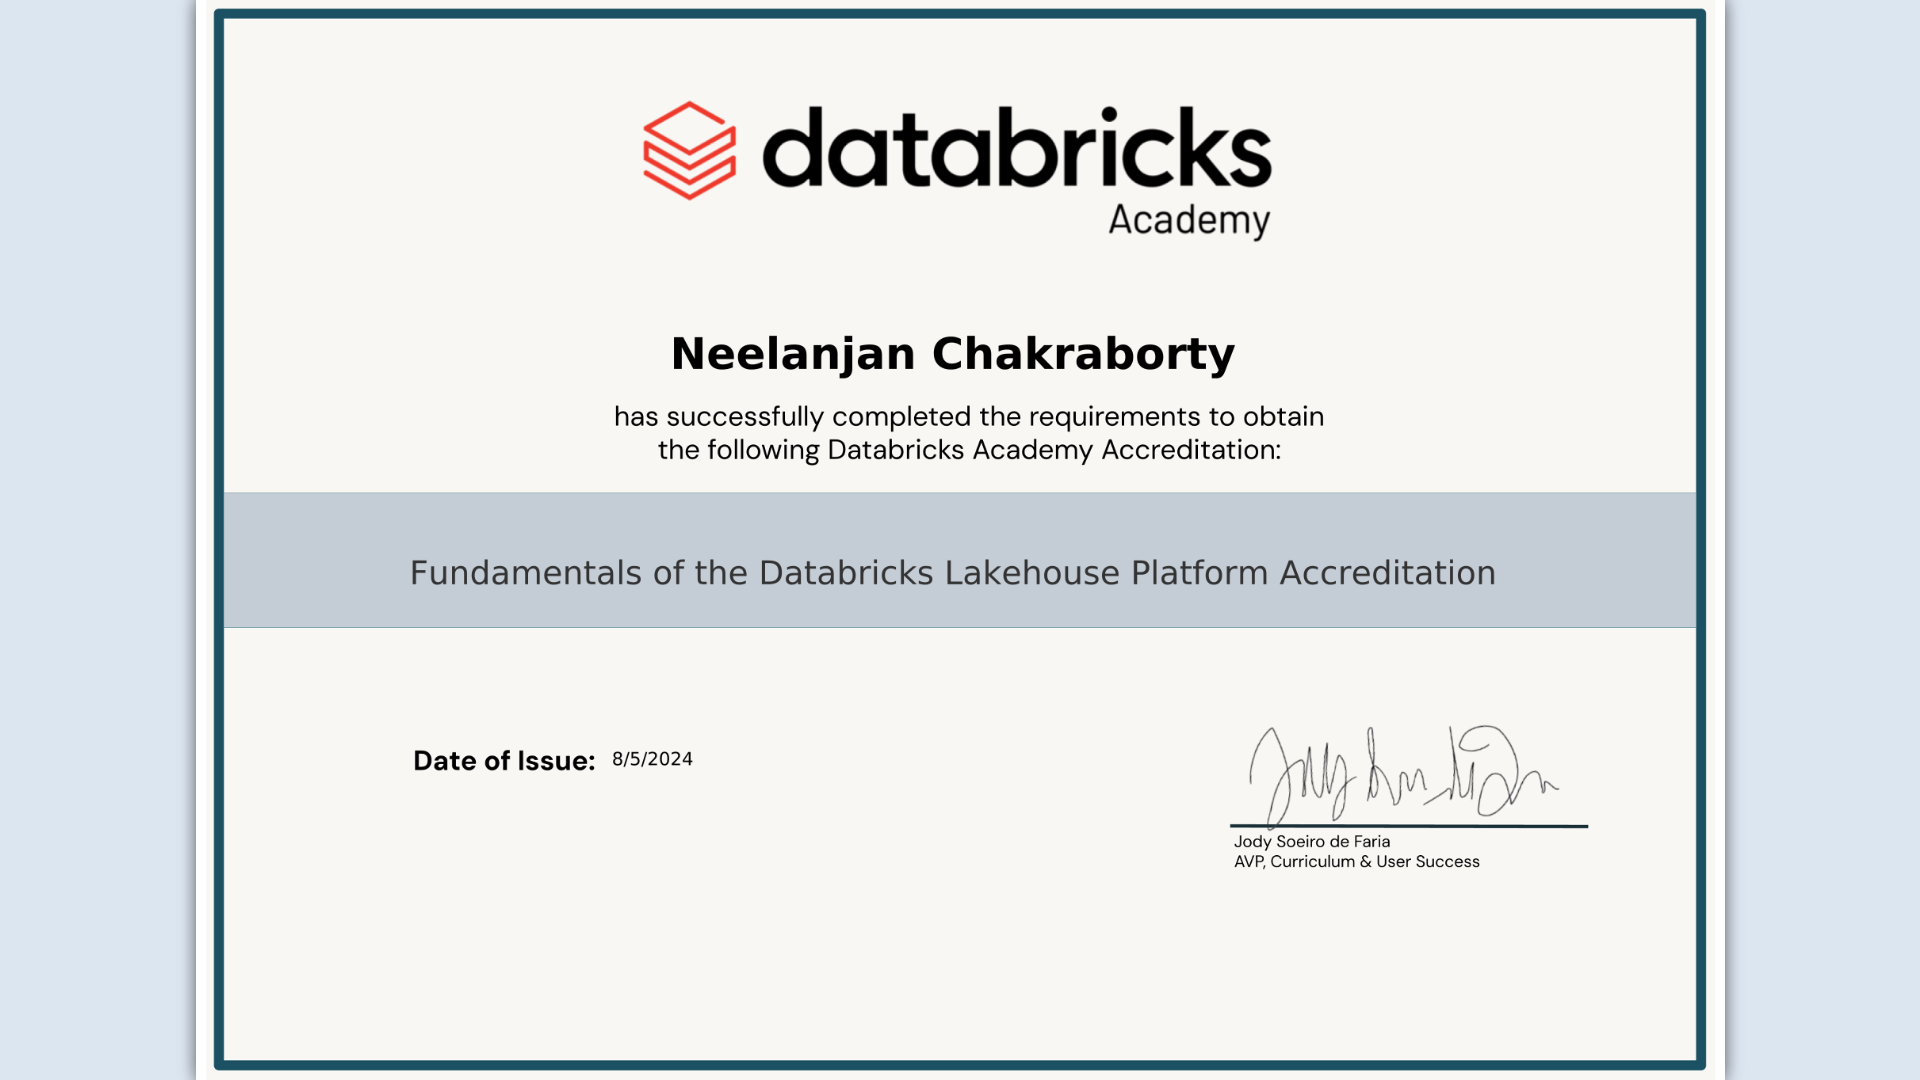 databricks
Academy
Neelanjan Chakraborty
has successfully completed the requirements to obtain
the following Databricks Academy Accreditation:
Fundamentals of the Databricks Lakehouse Platform Accreditation
Date of Issue: 8/5/2024
Jody Soeiro de Faria
AVP, Curriculum & User Success